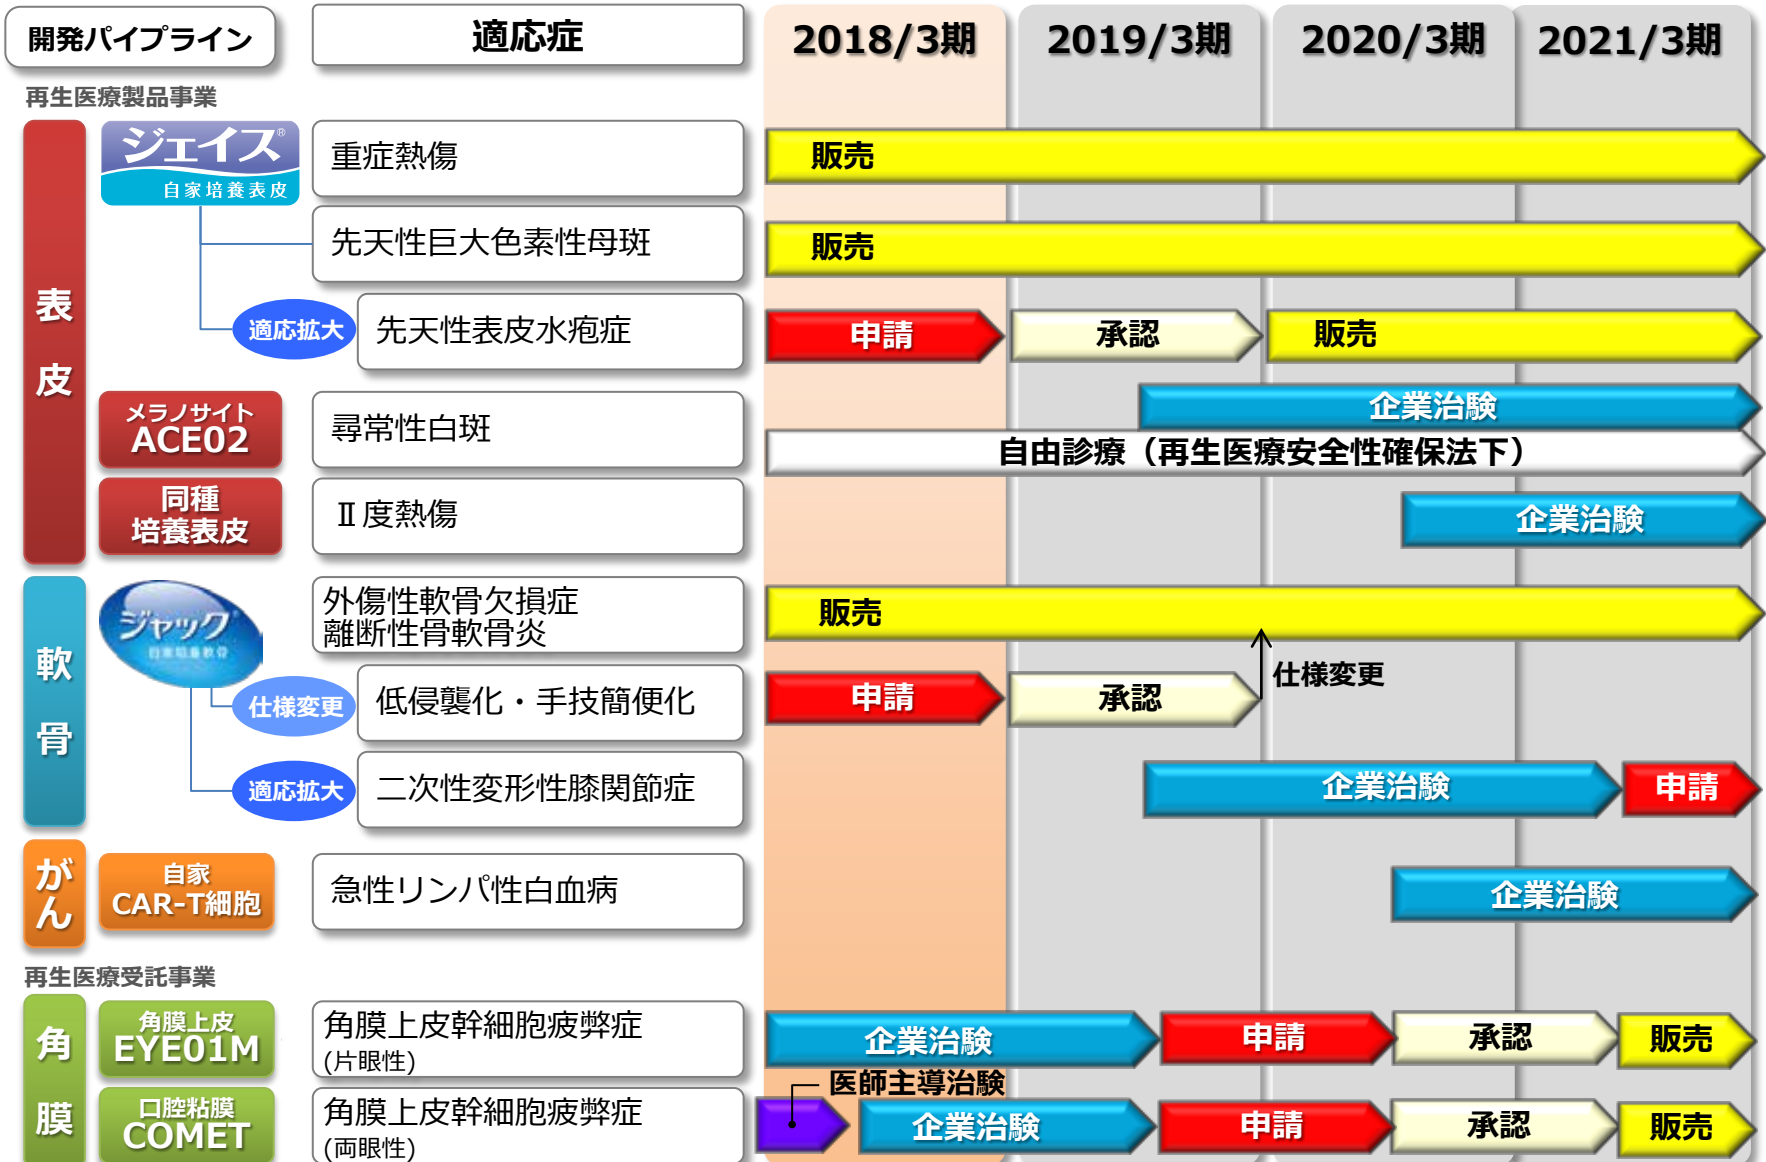 開発パイプライン
適応症
2018/3期
2019/3期
2020/3期
2021/3期
再生医療製品事業
表皮
ジェイス®
自家培養表皮
重症熱傷
販売
先天性巨大色素性母斑
販売
適応拡大
先天性表皮水疱症
申請
承認
販売
メラノサイト
ACE02
尋常性白斑
企業治験
自由診療（再生医療安全性確保法下）
同種
培養表皮
Ⅱ度熱傷
企業治験
軟骨
ジャック®
自家培養軟骨
外傷性軟骨欠損症
離断性骨軟骨炎
販売
仕様変更
仕様変更
低侵襲化・手技簡便化
申請
承認
適応拡大
二次性変形性膝関節症
企業治験
申請
がん
自家
CAR-T細胞
急性リンパ性白血病
企業治験
再生医療受託事業
角膜
角膜上皮
EYE01M
角膜上皮幹細胞疲弊症
(片眼性)
企業治験
申請
承認
販売
口腔粘膜
COMET
角膜上皮幹細胞疲弊症
(両眼性)
医師主導治験
企業治験
申請
承認
販売